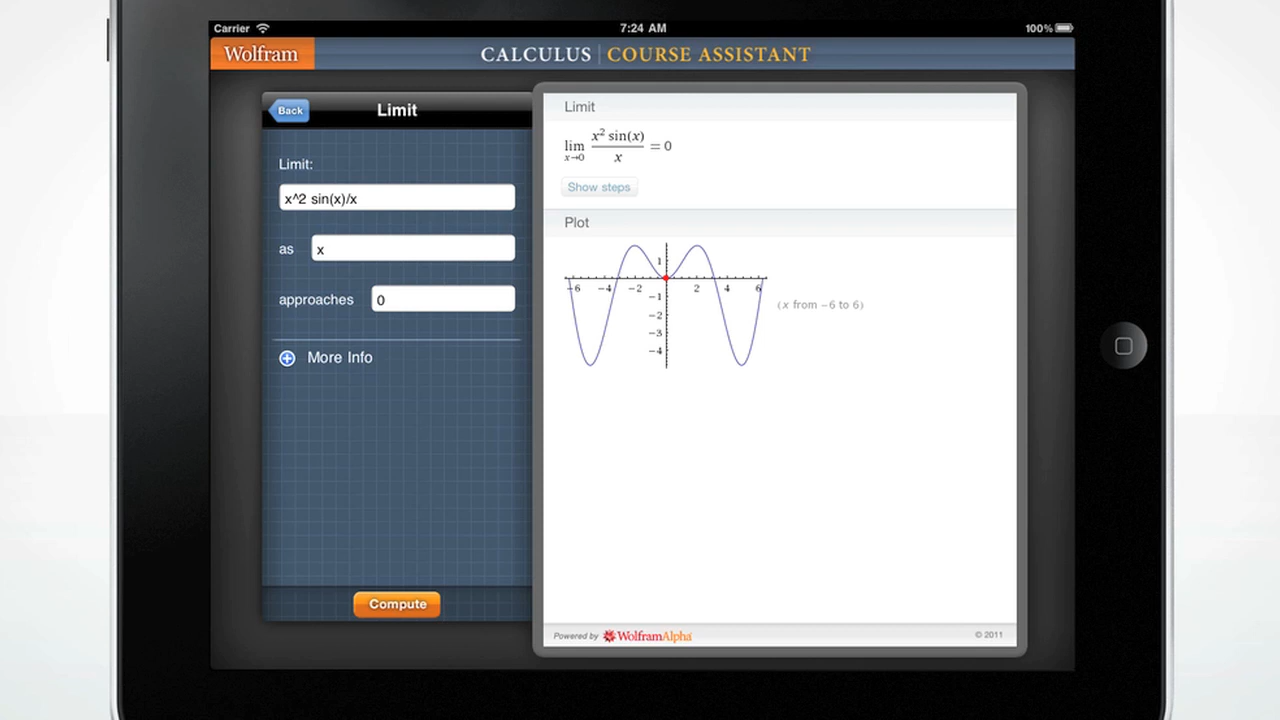 Carrier 7:24 AM 100%
Wolfram CALCULUS | COURSE ASSISTANT
Back Limit
Limit:
x^2 sin(x)/x
as x
approaches 0
More Info
Compute
Limit
lim x→0 x² sin(x) / x = 0
Show steps
Plot
1
-6 -4 -2 2 4 6
-1
-2
-3
-4
(x from -6 to 6)
Powered by WolframAlpha © 2011